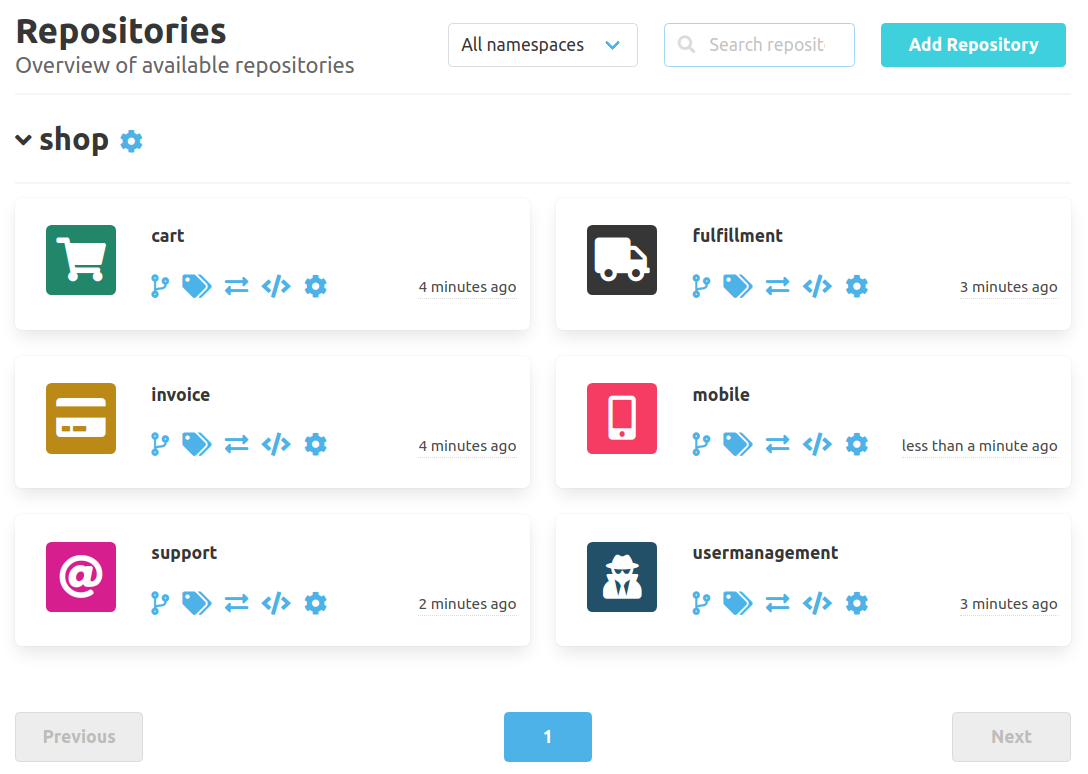 Repositories
Overview of available repositories
All namespaces
Search reposit
Add Repository
shop
cart
4 minutes ago
fulfillment
3 minutes ago
invoice
4 minutes ago
mobile
less than a minute ago
support
2 minutes ago
usermanagement
3 minutes ago
Previous
1
Next